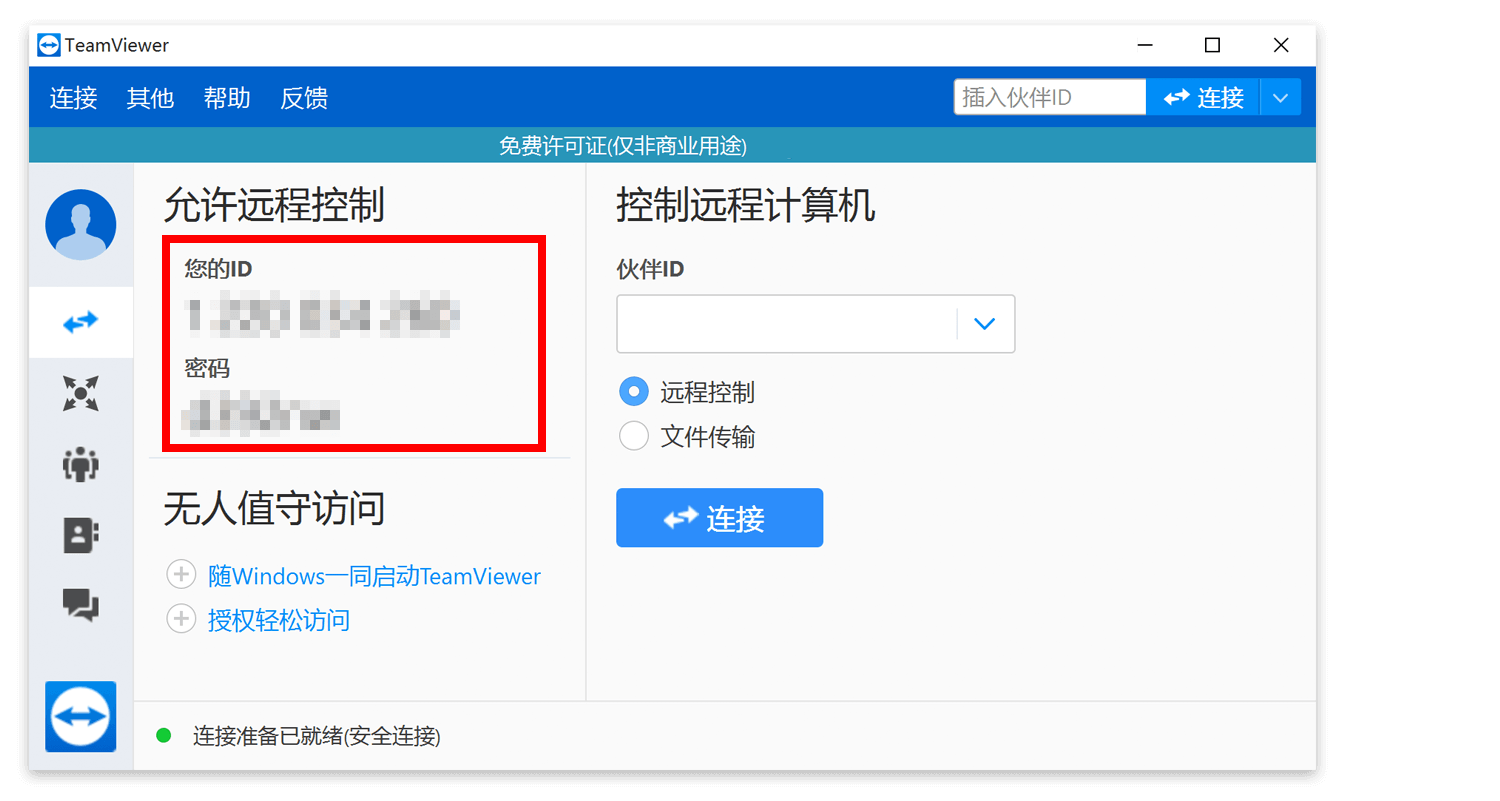 TeamViewer
连接 其他 帮助 反馈 插入伙伴ID 连接
免费许可证(仅非商业用途)
允许远程控制
您的ID
密码
无人值守访问
随Windows一同启动TeamViewer
授权轻松访问
控制远程计算机
伙伴ID
远程控制
文件传输
连接
连接准备已就绪(安全连接)